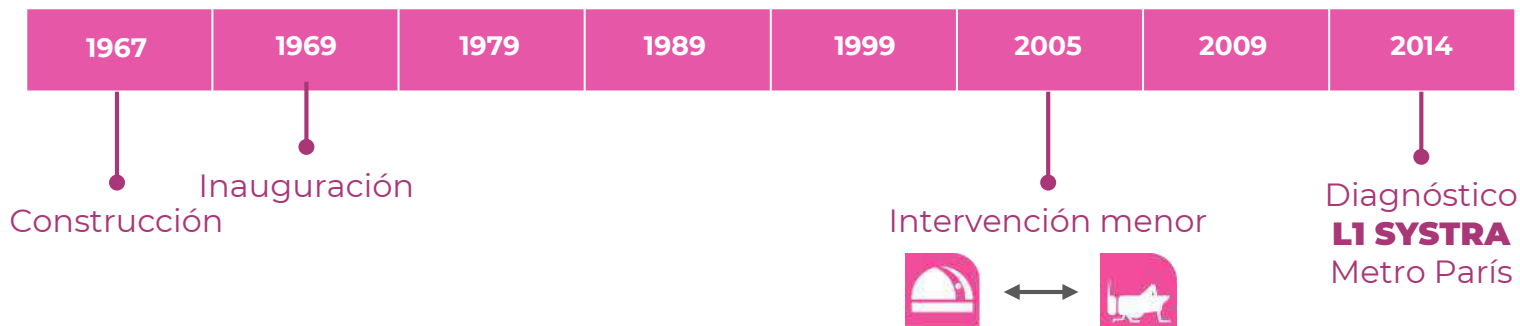 1967 1969 1979 1989 1999 2005 2009 2014
Construcción
Inauguración
Intervención menor
Diagnóstico
L1 SYSTRA
Metro París